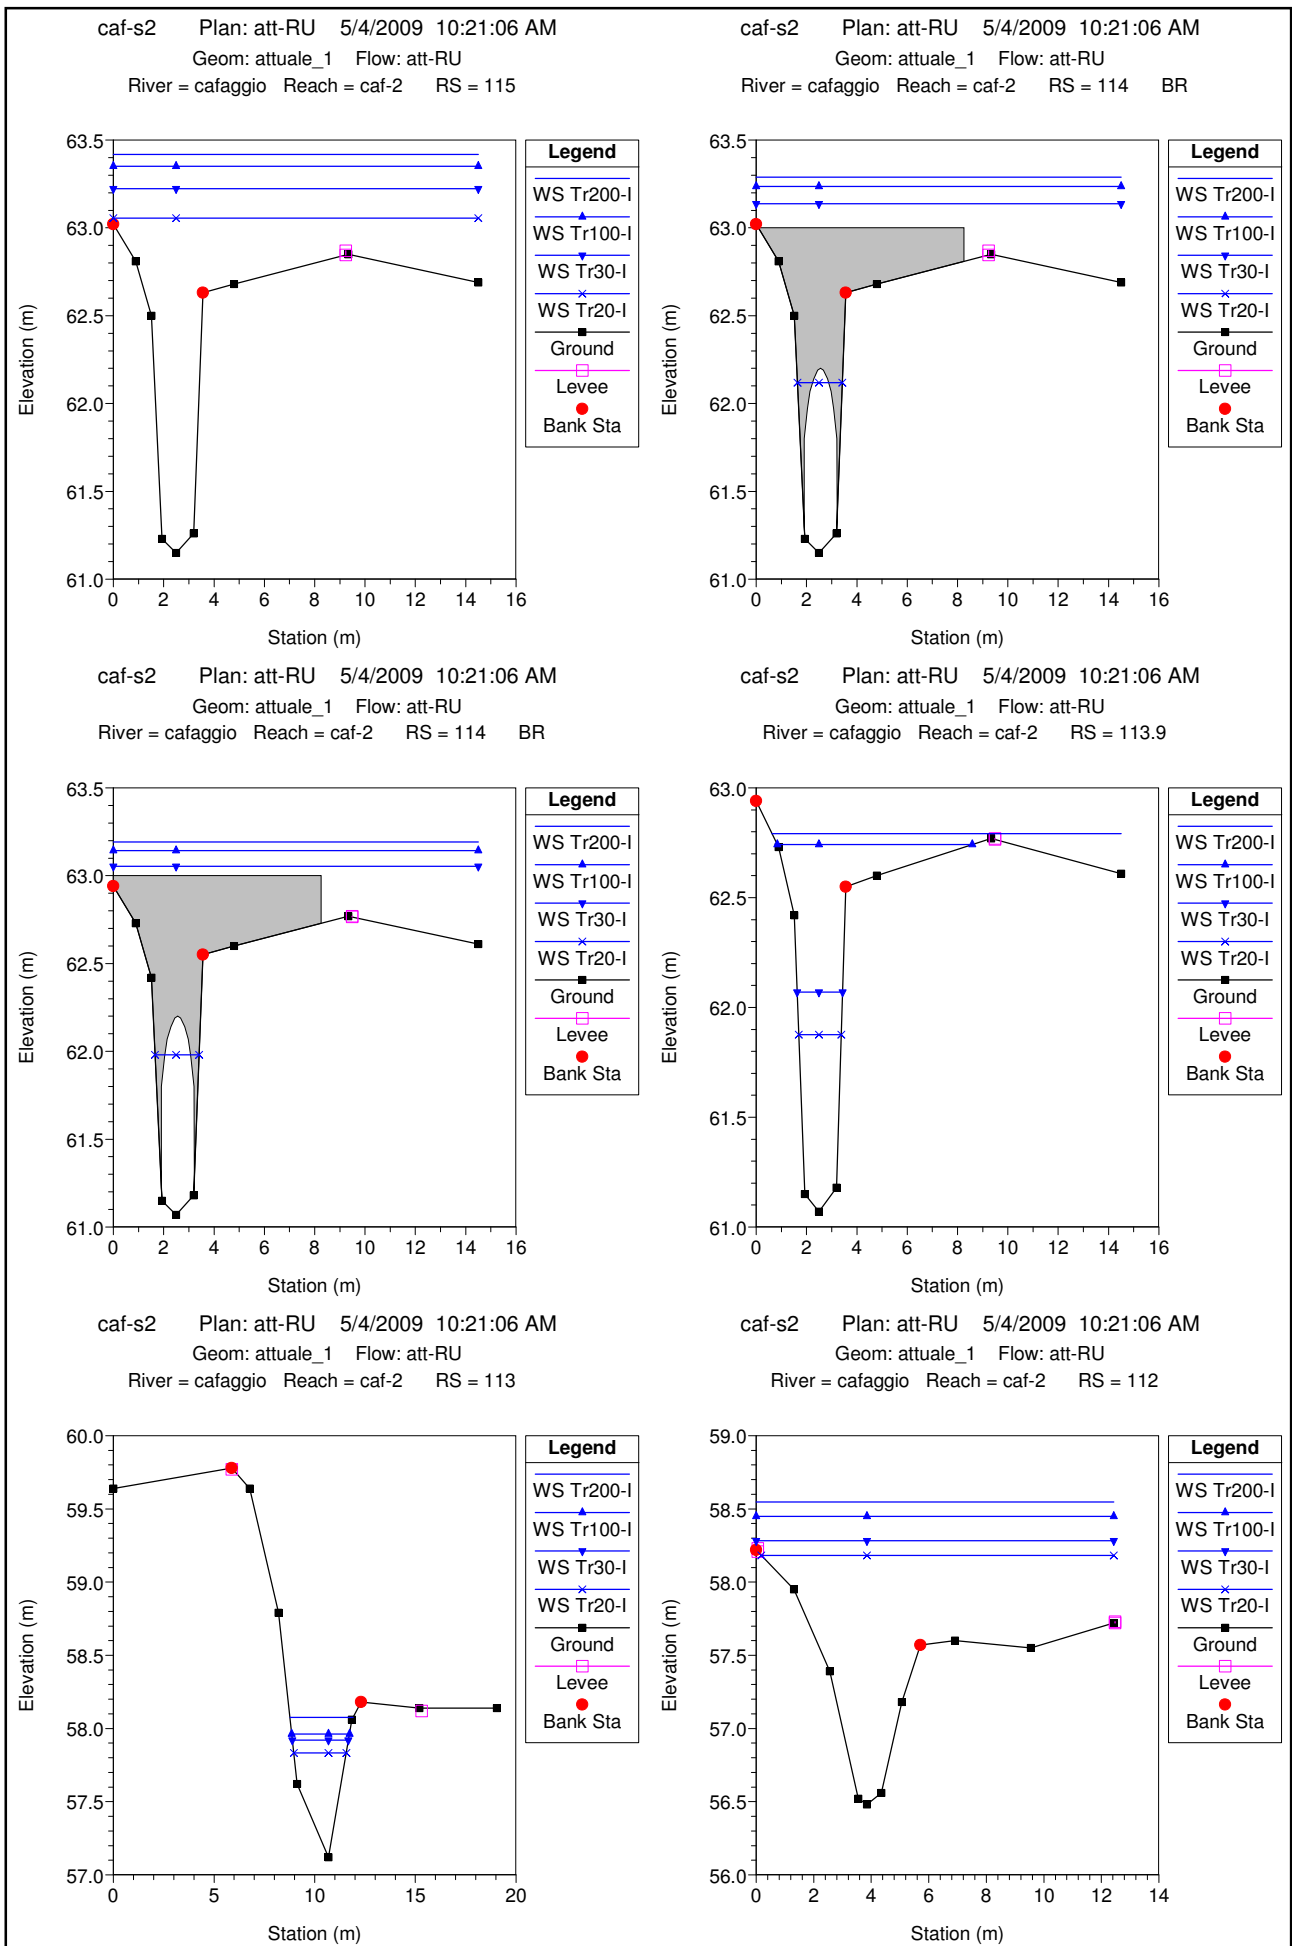 caf-s2 Plan: att-RU 5/4/2009 10:21:06 AM
Geom: attuale_1 Flow: att-RU
River = cafaggio Reach = caf-2 RS = 115
63.5
63.0
62.5
62.0
61.5
61.0
0 2 4 6 8 10 12 14 16
Station (m)
Elevation (m)
Legend
WS Tr200-I
WS Tr100-I
WS Tr30-I
WS Tr20-I
Ground
Levee
Bank Sta
caf-s2 Plan: att-RU 5/4/2009 10:21:06 AM
Geom: attuale_1 Flow: att-RU
River = cafaggio Reach = caf-2 RS = 114 BR
63.5
63.0
62.5
62.0
61.5
61.0
0 2 4 6 8 10 12 14 16
Station (m)
Elevation (m)
Legend
WS Tr200-I
WS Tr100-I
WS Tr30-I
WS Tr20-I
Ground
Levee
Bank Sta
caf-s2 Plan: att-RU 5/4/2009 10:21:06 AM
Geom: attuale_1 Flow: att-RU
River = cafaggio Reach = caf-2 RS = 114 BR
63.5
63.0
62.5
62.0
61.5
61.0
0 2 4 6 8 10 12 14 16
Station (m)
Elevation (m)
Legend
WS Tr200-I
WS Tr100-I
WS Tr30-I
WS Tr20-I
Ground
Levee
Bank Sta
caf-s2 Plan: att-RU 5/4/2009 10:21:06 AM
Geom: attuale_1 Flow: att-RU
River = cafaggio Reach = caf-2 RS = 113.9
63.0
62.5
62.0
61.5
61.0
0 2 4 6 8 10 12 14 16
Station (m)
Elevation (m)
Legend
WS Tr200-I
WS Tr100-I
WS Tr30-I
WS Tr20-I
Ground
Levee
Bank Sta
caf-s2 Plan: att-RU 5/4/2009 10:21:06 AM
Geom: attuale_1 Flow: att-RU
River = cafaggio Reach = caf-2 RS = 113
60.0
59.5
59.0
58.5
58.0
57.5
57.0
0 5 10 15 20
Station (m)
Elevation (m)
Legend
WS Tr200-I
WS Tr100-I
WS Tr30-I
WS Tr20-I
Ground
Levee
Bank Sta
caf-s2 Plan: att-RU 5/4/2009 10:21:06 AM
Geom: attuale_1 Flow: att-RU
River = cafaggio Reach = caf-2 RS = 112
59.0
58.5
58.0
57.5
57.0
56.5
56.0
0 2 4 6 8 10 12 14
Station (m)
Elevation (m)
Legend
WS Tr200-I
WS Tr100-I
WS Tr30-I
WS Tr20-I
Ground
Levee
Bank Sta